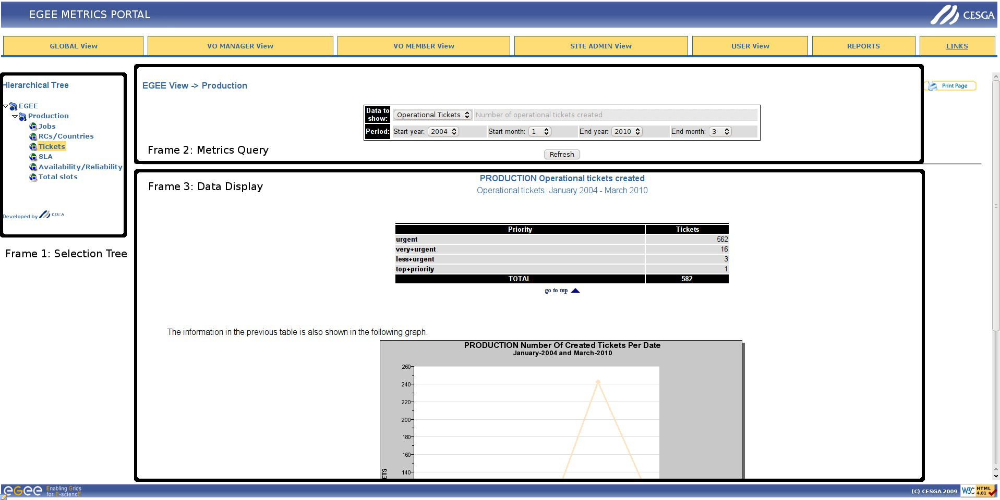 EGEE METRICS PORTAL
CESGA
GLOBAL View
VO MANAGER View
VO MEMBER View
SITE ADMIN View
USER View
REPORTS
LINKS
Hierarchical Tree
EGEE
Production
Jobs
RCs/Countries
Tickets
SLA
Availability/Reliability
Total slots
Developed by CESGA
Frame 1: Selection Tree
EGEE View -> Production
Print Page
Data to show: Operational Tickets Number of operational tickets created
Period: Start year: 2004 Start month: 1 End year: 2010 End month: 3
Frame 2: Metrics Query
Refresh
Frame 3: Data Display
PRODUCTION Operational tickets created
Operational tickets. January 2004 - March 2010
Priority Tickets
urgent 562
very+urgent 16
less+urgent 3
top+priority 1
TOTAL 582
go to top
The information in the previous table is also shown in the following graph.
PRODUCTION Number Of Created Tickets Per Date
January-2004 and March-2010
260
240
220
200
180
160
140
ETS
egee Enabling Grids
for E-sciencE
(C) CESGA 2009
W3C HTML
4.01